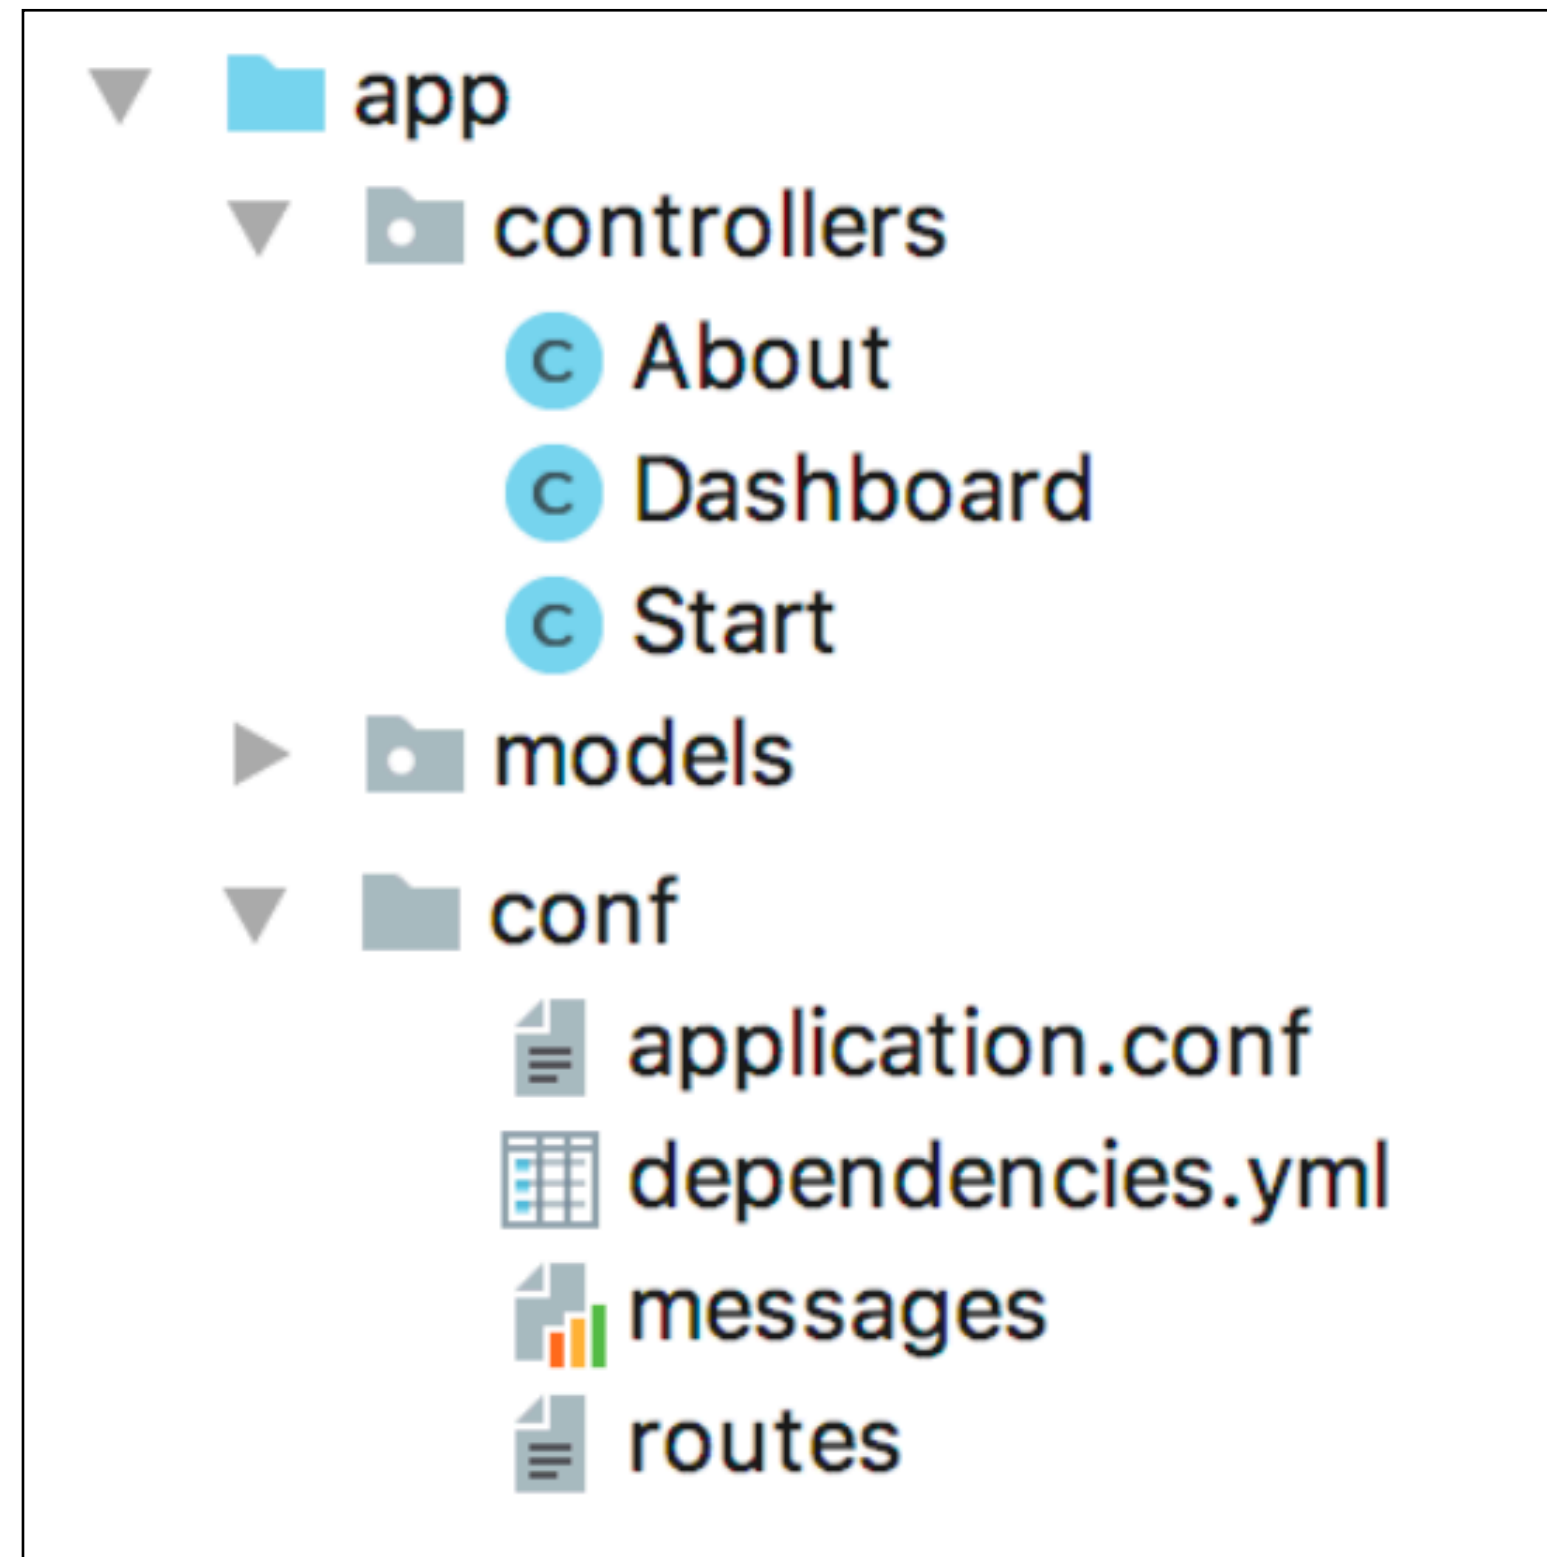 app
controllers
C About
C Dashboard
C Start
models
conf
application.conf
dependencies.yml
messages
routes